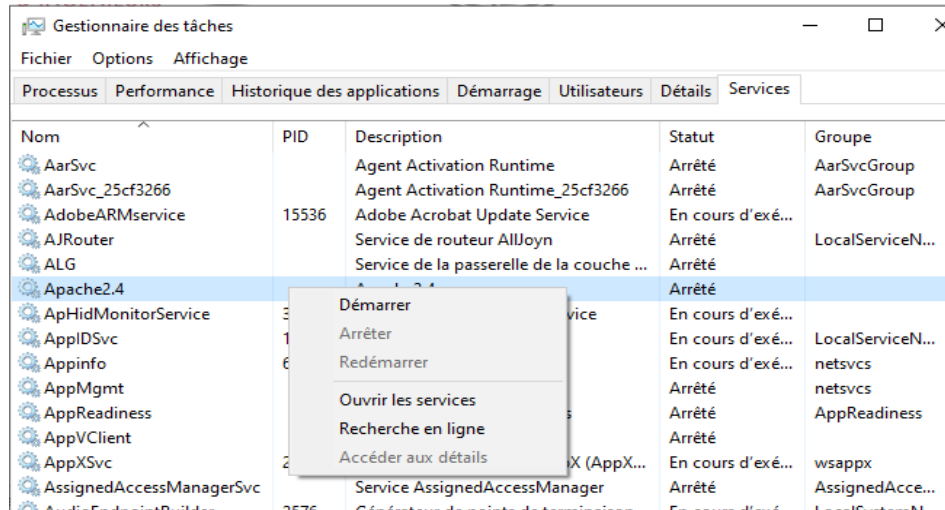 Gestionnaire des tâches
Fichier Options Affichage
Processus Performance Historique des applications Démarrage Utilisateurs Détails Services
Nom PID Description Statut Groupe
AarSvc Agent Activation Runtime Arrêté AarSvcGroup
AarSvc_25cf3266 Agent Activation Runtime_25cf3266 Arrêté AarSvcGroup
AdobeARMservice 15536 Adobe Acrobat Update Service En cours d'exé...
AJRouter Service de routeur AllJoyn Arrêté LocalServiceN...
ALG Service de la passerelle de la couche ... Arrêté
Apache2.4 Arrêté
ApHidMonitorService En cours d'exé...
AppIDSvc En cours d'exé... LocalServiceN...
Appinfo En cours d'exé... netsvcs
AppMgmt Arrêté netsvcs
AppReadiness Arrêté AppReadiness
AppVClient Arrêté
AppXSvc (AppX... En cours d'exé... wsappx
AssignedAccessManagerSvc Service AssignedAccessManager Arrêté AssignedAcce...
Démarrer
Arrêter
Redémarrer
Ouvrir les services
Recherche en ligne
Accéder aux détails